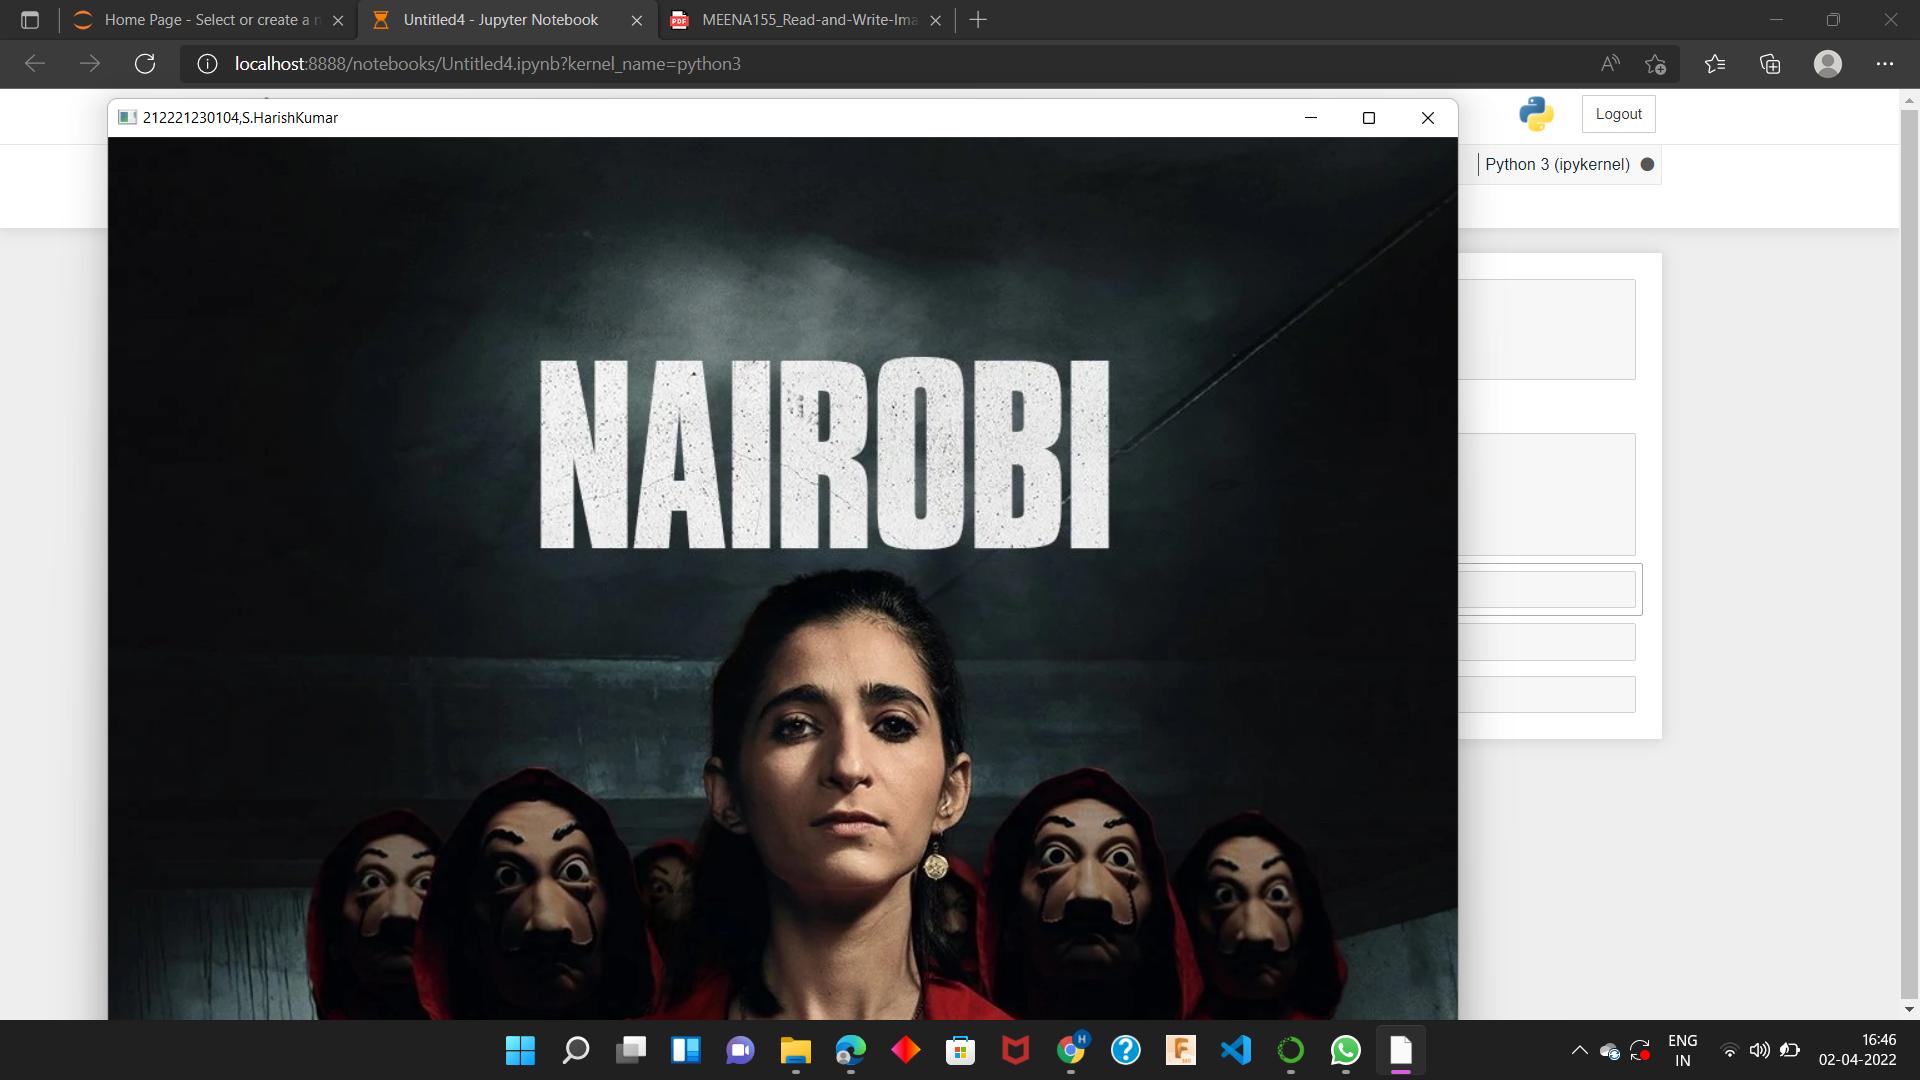 Home Page - Select or create a n
Untitled4 - Jupyter Notebook
MEENA155_Read-and-Write-Ima
localhost:8888/notebooks/Untitled4.ipynb?kernel_name=python3
212221230104,S.HarishKumar
Logout
Python 3 (ipykernel)
NAIROBI
ENG
IN
16:46
02-04-2022